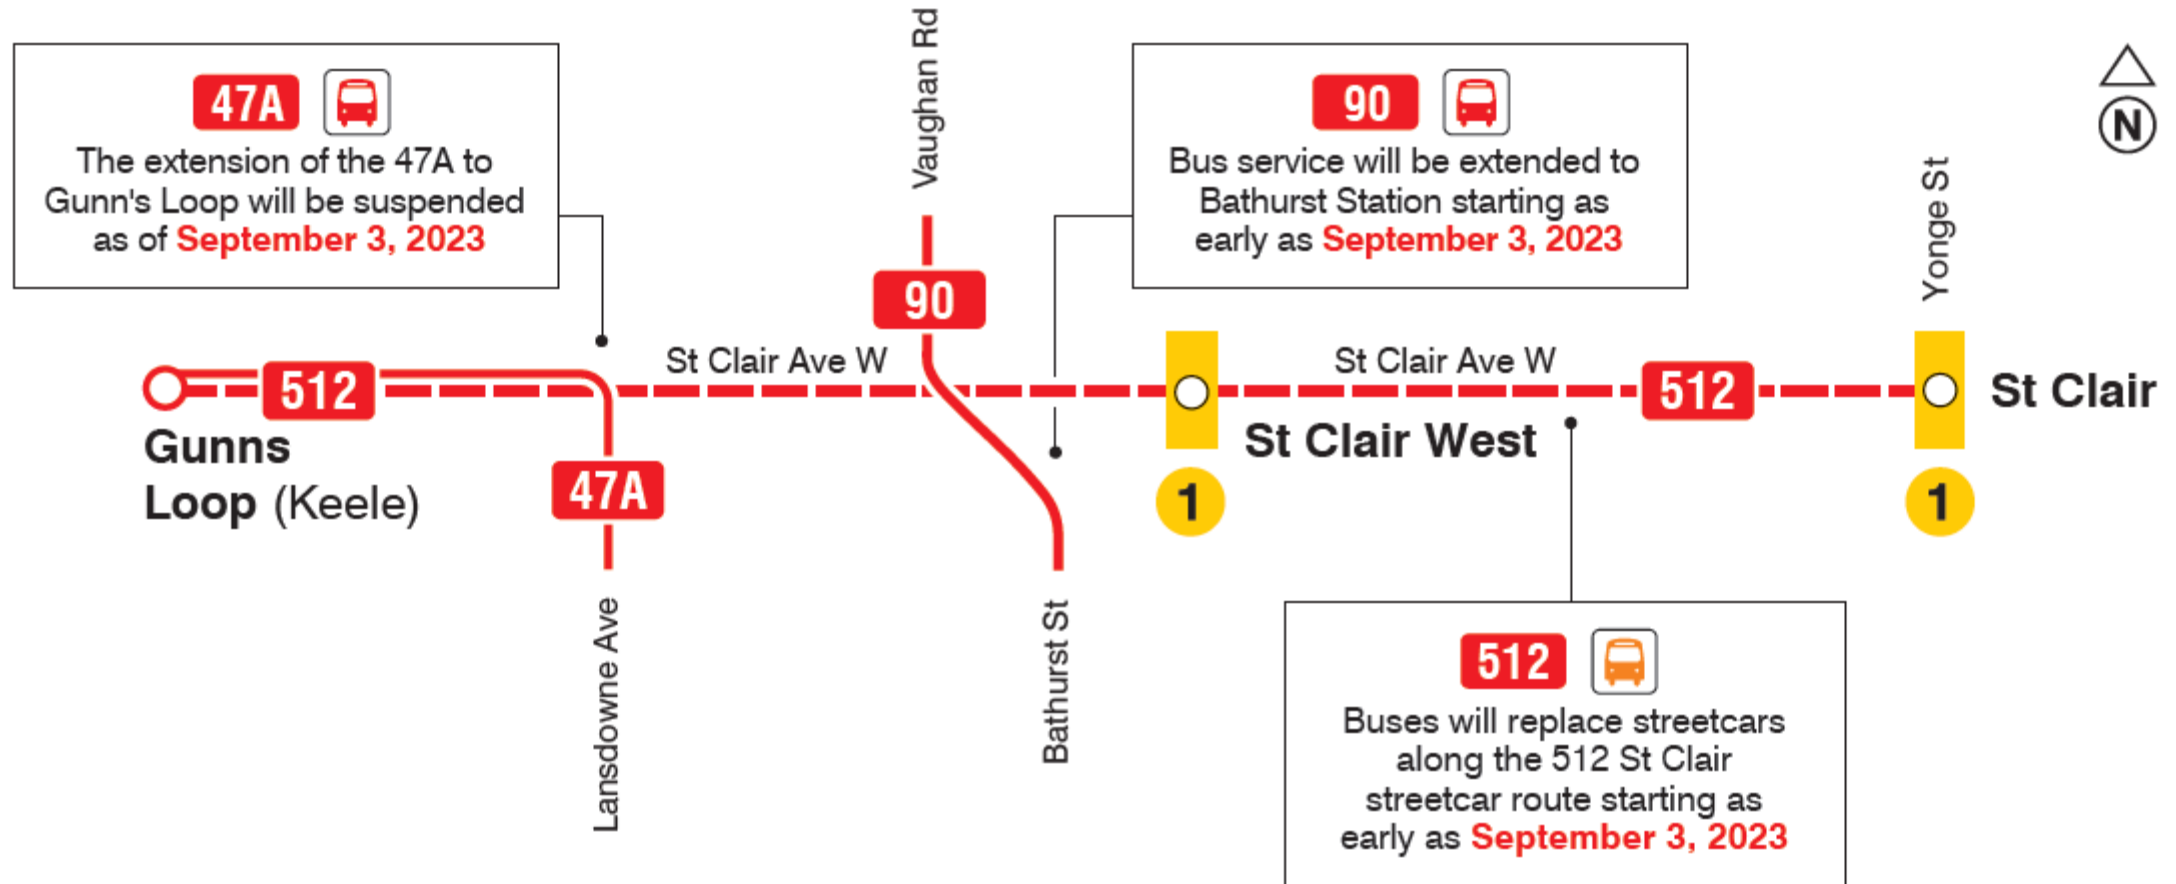 47A
The extension of the 47A to
Gunn's Loop will be suspended
as of September 3, 2023
Vaughan Rd
90
Bus service will be extended to
Bathurst Station starting as
early as September 3, 2023
N
Yonge St
90
St Clair Ave W
St Clair Ave W
512
512
St Clair
Gunns
Loop (Keele)
St Clair West
47A
1
1
Lansdowne Ave
Bathurst St
512
Buses will replace streetcars
along the 512 St Clair
streetcar route starting as
early as September 3, 2023